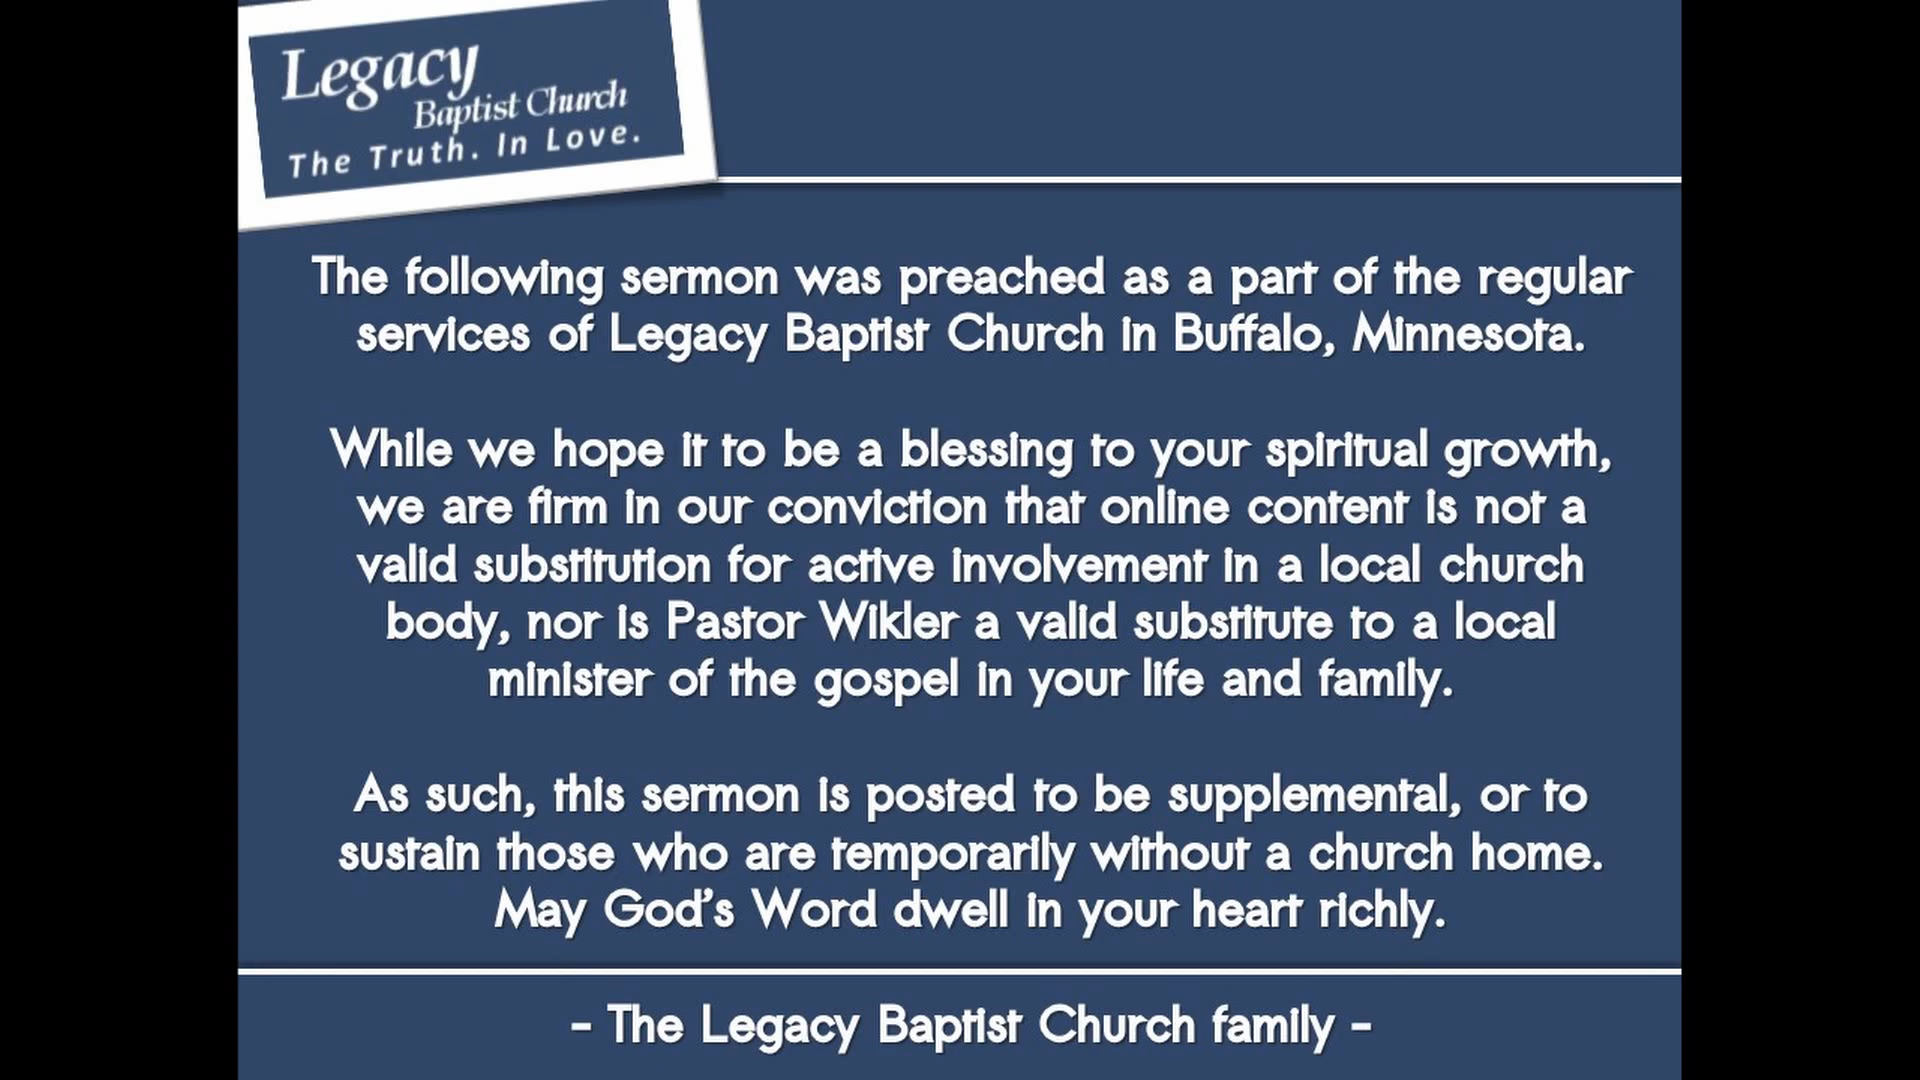 Legacy
Baptist Church
The Truth. In Love.
The following sermon was preached as a part of the regular
services of Legacy Baptist Church in Buffalo, Minnesota.
While we hope it to be a blessing to your spiritual growth,
we are firm in our conviction that online content is not a
valid substitution for active involvement in a local church
body, nor is Pastor Wikler a valid substitute to a local
minister of the gospel in your life and family.
As such, this sermon is posted to be supplemental, or to
sustain those who are temporarily without a church home.
May God's Word dwell in your heart richly.
- The Legacy Baptist Church family -